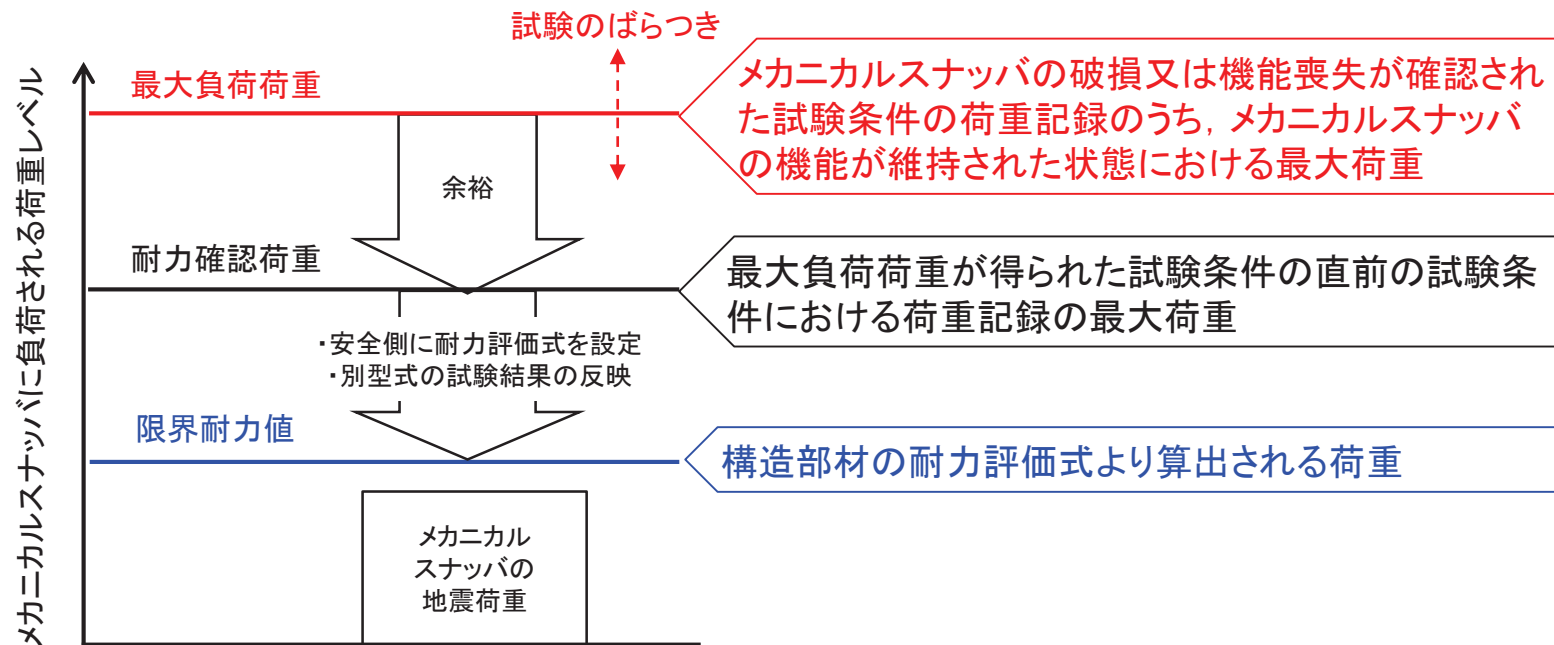 試験のばらつき
最大負荷荷重
メカニカルスナッバの破損又は機能喪失が確認され
た試験条件の荷重記録のうち，メカニカルスナッバ
の機能が維持された状態における最大荷重
余裕
耐力確認荷重
最大負荷荷重が得られた試験条件の直前の試験条
件における荷重記録の最大荷重
・安全側に耐力評価式を設定
・別型式の試験結果の反映
限界耐力値
構造部材の耐力評価式より算出される荷重
メカニカル
スナッバの
地震荷重
メカニカルスナッバに負荷される荷重レベル